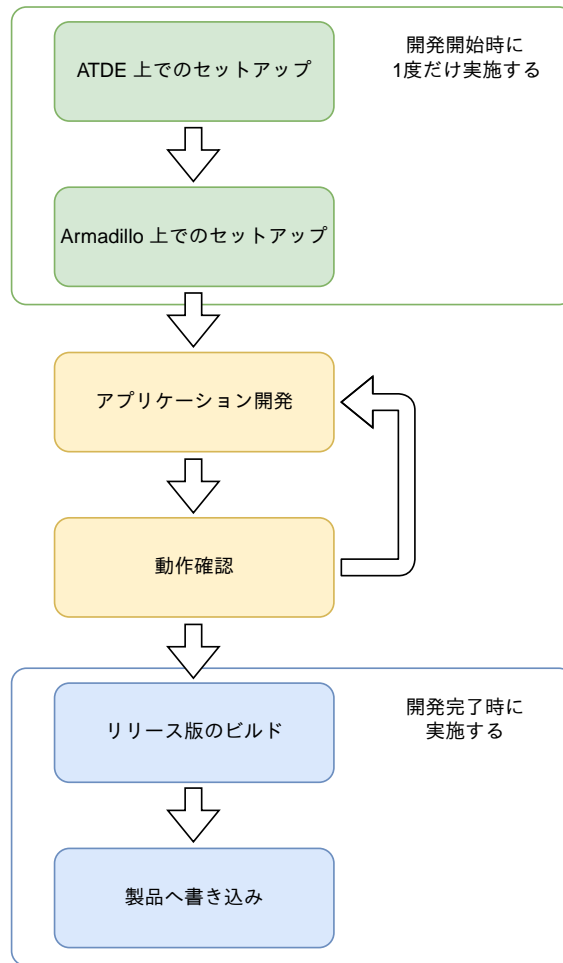 ATDE 上でのセットアップ
開発開始時に
1度だけ実施する
Armadillo 上でのセットアップ
アプリケーション開発
動作確認
リリース版のビルド
開発完了時に
実施する
製品へ書き込み